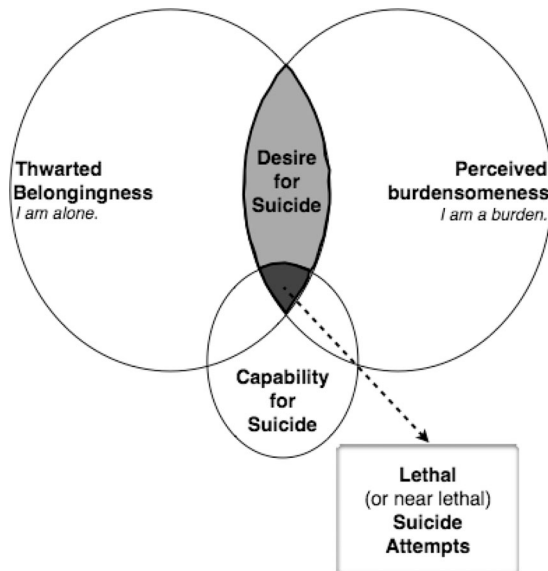 Thwarted
Belongingness
I am alone.
Desire
for
Suicide
Perceived
burdensomeness
I am a burden.
Capability
for
Suicide
Lethal
(or near lethal)
Suicide
Attempts